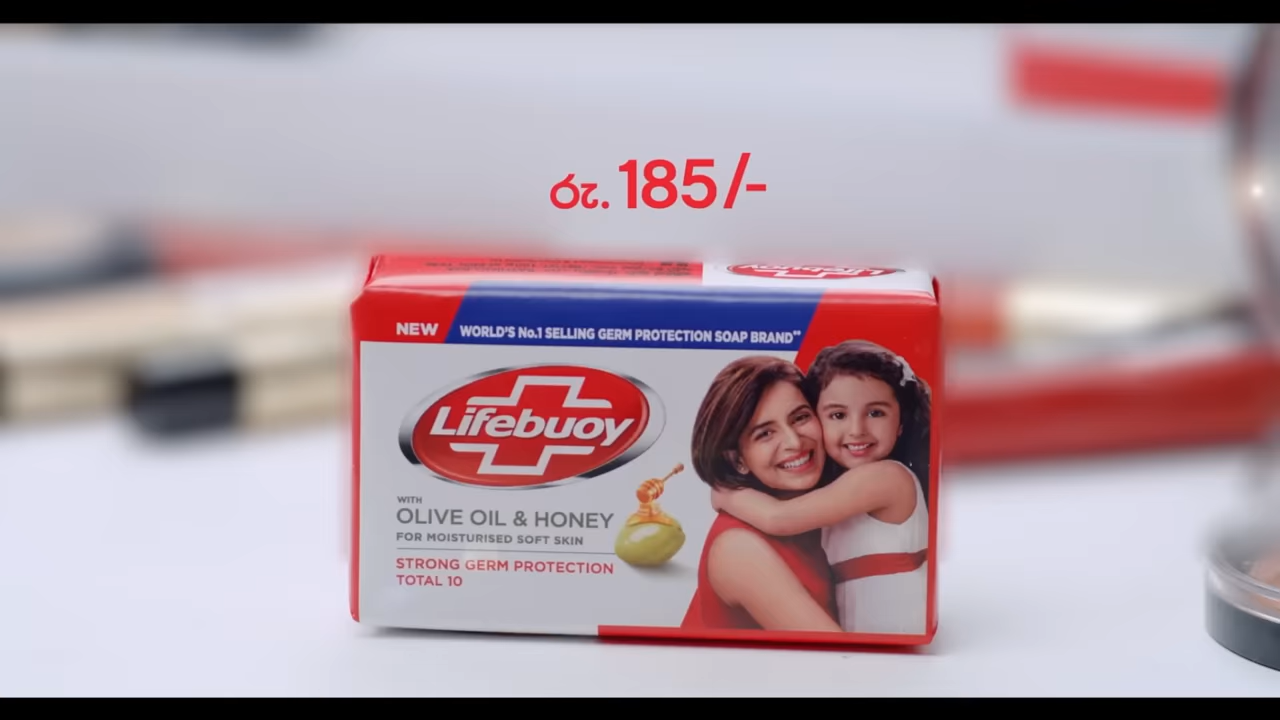 රු. 185/-
Lifebuoy
NEW
WORLD'S No.1 SELLING GERM PROTECTION SOAP BRAND**
Lifebuoy
WITH
OLIVE OIL & HONEY
FOR MOISTURISED SOFT SKIN
STRONG GERM PROTECTION
TOTAL 10